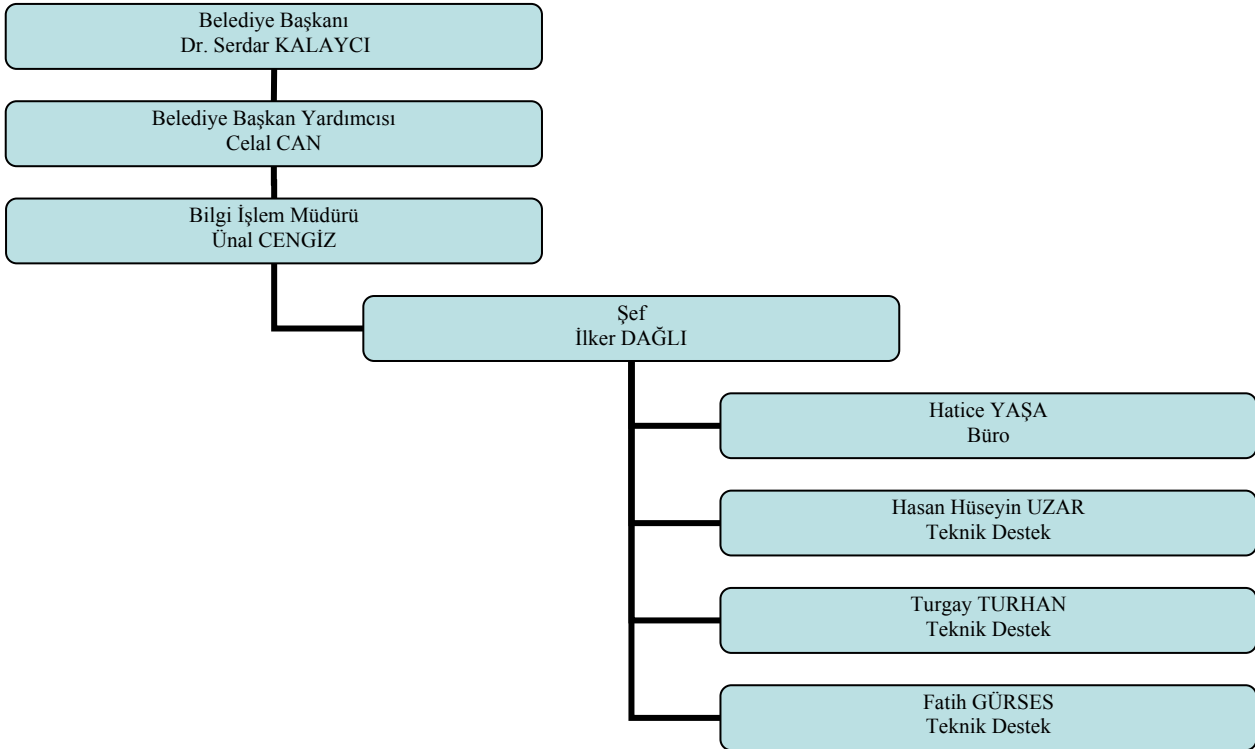 Belediye Başkanı
Dr. Serdar KALAYCI
Belediye Başkan Yardımcısı
Celal CAN
Bilgi İşlem Müdürü
Ünal CENGİZ
Şef
İlker DAĞLI
Hatice YAŞA
Büro
Hasan Hüseyin UZAR
Teknik Destek
Turgay TURHAN
Teknik Destek
Fatih GÜRSES
Teknik Destek